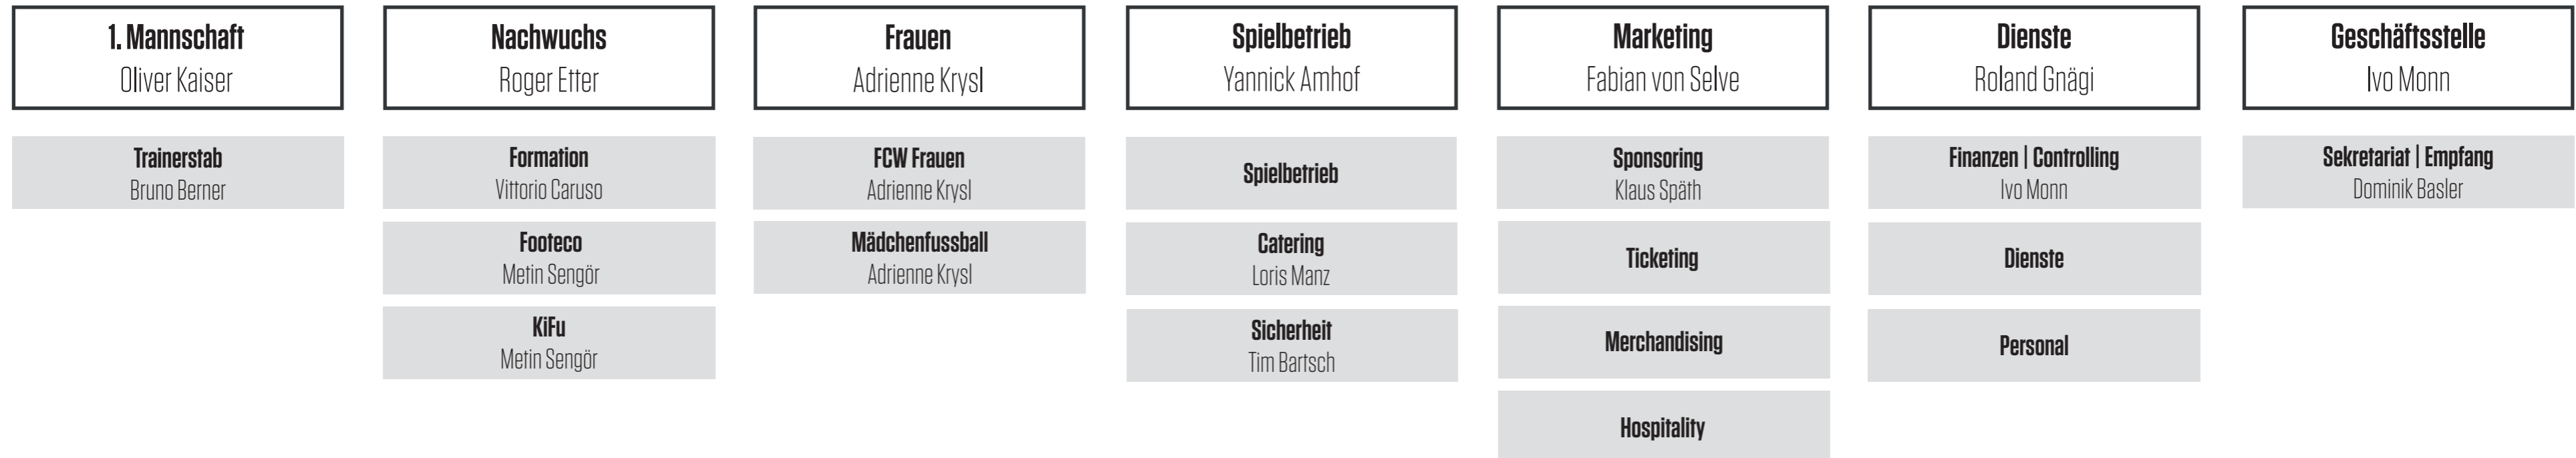 1. Mannschaft
Oliver Kaiser
Trainerstab
Bruno Berner
Nachwuchs
Roger Etter
Formation
Vittorio Caruso
Footeco
Metin Sengör
KiFu
Metin Sengör
Frauen
Adrienne Krysl
FCW Frauen
Adrienne Krysl
Mädchenfussball
Adrienne Krysl
Spielbetrieb
Yannick Amhof
Spielbetrieb
Catering
Loris Manz
Sicherheit
Tim Bartsch
Marketing
Fabian von Selve
Sponsoring
Klaus Späth
Ticketing
Merchandising
Hospitality
Dienste
Roland Gnägi
Finanzen | Controlling
Ivo Monn
Dienste
Personal
Geschäftsstelle
Ivo Monn
Sekretariat | Empfang
Dominik Basler